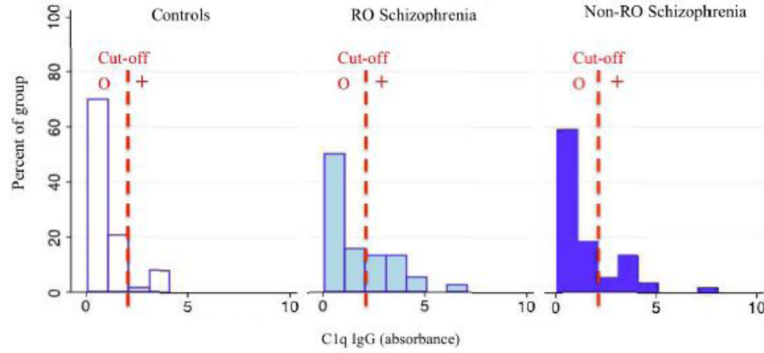 Controls
RO Schizophrenia
Non-RO Schizophrenia
Percent of group
100
80
60
40
20
0
Cut-off
O +
Cut-off
O +
Cut-off
O +
0 5 10
0 5 10
0 5 10
C1q IgG (absorbance)